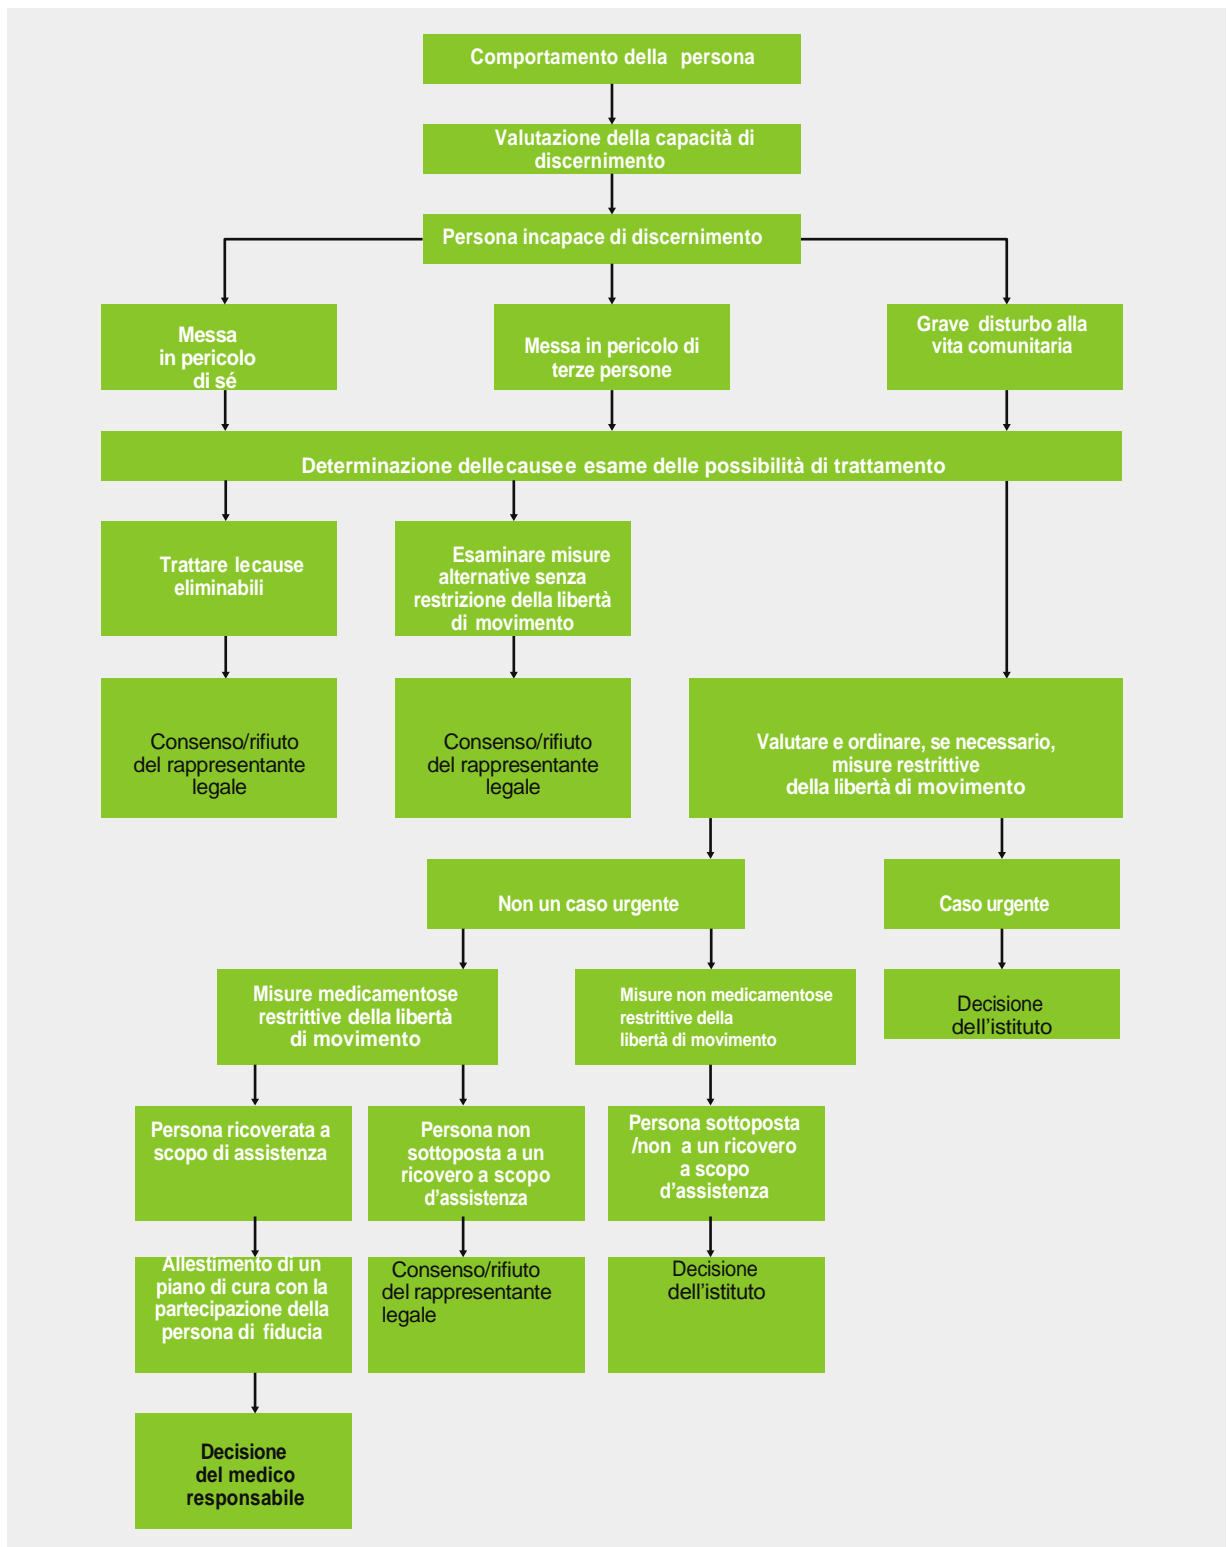 Comportamento della persona
Valutazione della capacità di
discernimento
Persona incapace di discernimento
Messa
in pericolo
di sé
Messa in pericolo di
terze persone
Grave disturbo alla
vita comunitaria
Determinazione delle cause e esame delle possibilità di trattamento
Trattare le cause
eliminabili
Esaminare misure
alternative senza
restrizione della libertà
di movimento
Consenso/rifiuto
del rappresentante
legale
Consenso/rifiuto
del rappresentante
legale
Valutare e ordinare, se necessario,
misure restrittive
della libertà di movimento
Non un caso urgente
Caso urgente
Misure medicamentose
restrittive della libertà
di movimento
Misure non medicamentose
restrittive della
libertà di movimento
Decisione
dell'istituto
Persona ricoverata a
scopo di assistenza
Persona non
sottoposta a un
ricovero a scopo
d'assistenza
Persona sottoposta
/non a un ricovero
a scopo
d'assistenza
Allestimento di un
piano di cura con la
partecipazione della
persona di fiducia
Consenso/rifiuto
del rappresentante
legale
Decisione
dell'istituto
Decisione
del medico
responsabile